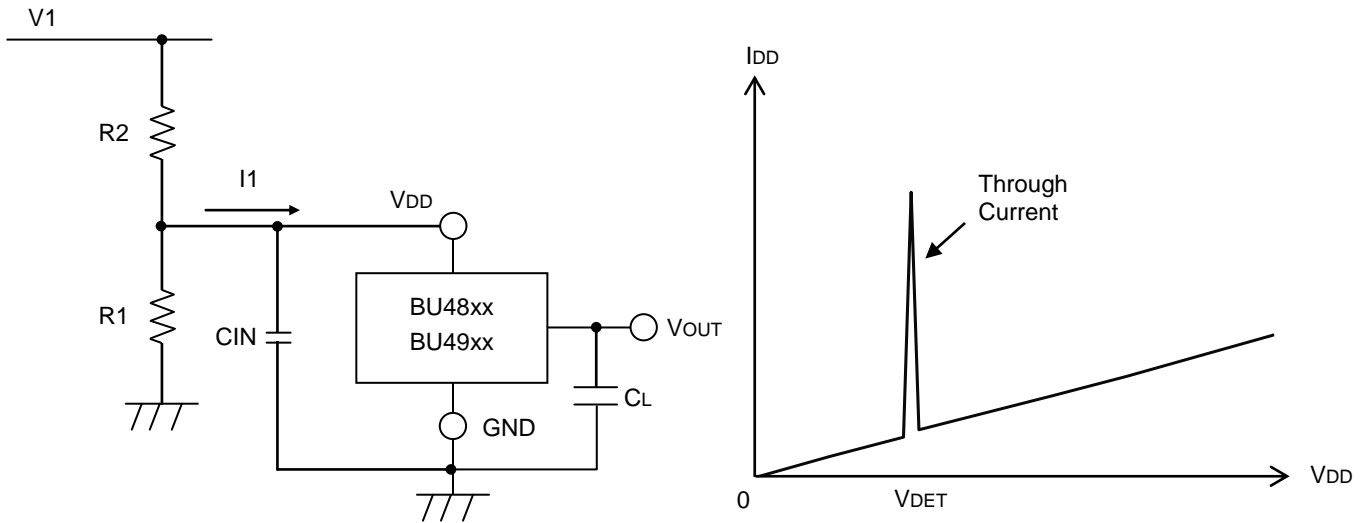 V1
R2
I1
VDD
R1
CIN
BU48xx
BU49xx
VOUT
CL
GND
IDD
Through
Current
0
VDET
VDD